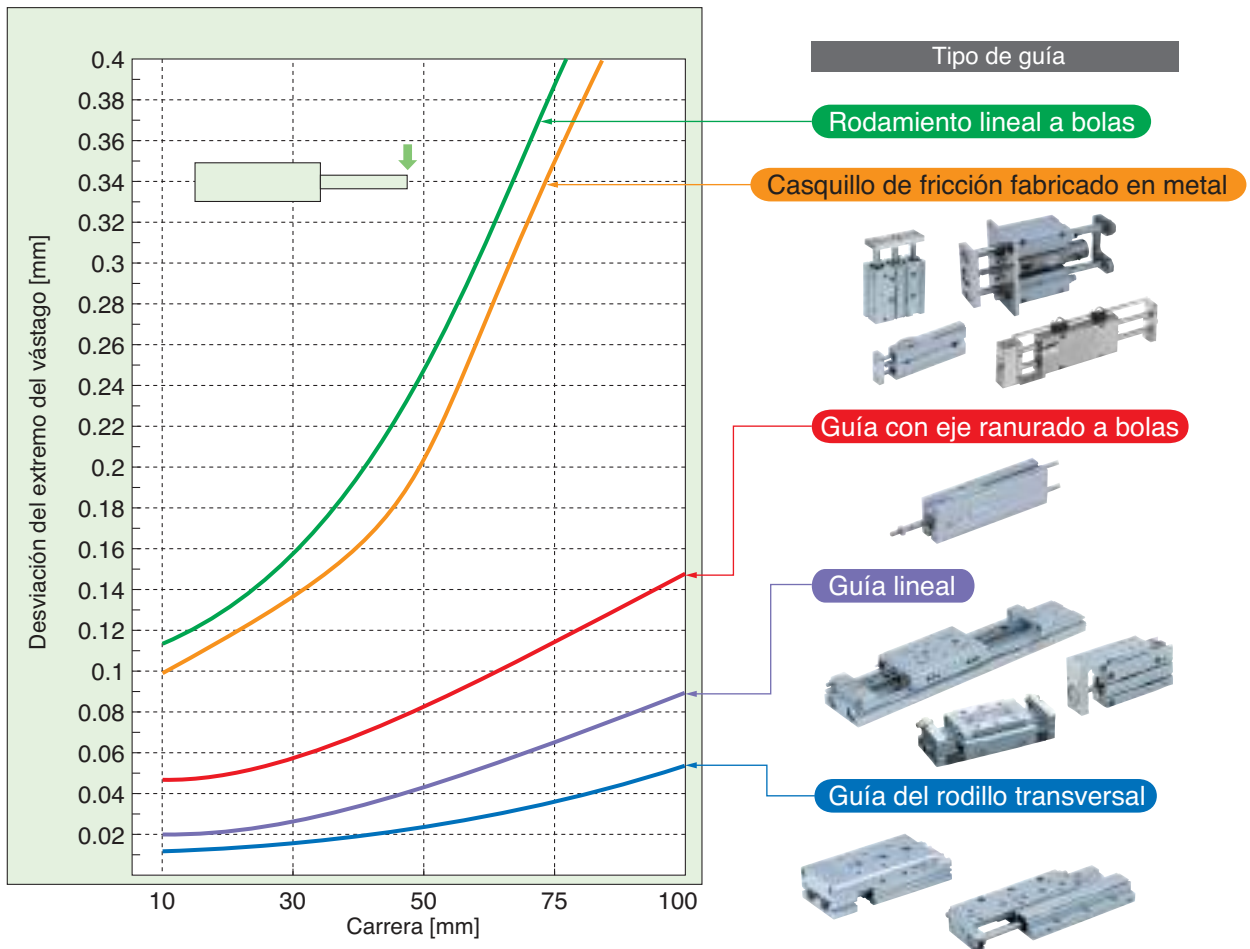 0.4
0.38
0.36
0.34
0.32
0.3
0.28
0.26
0.24
0.22
0.2
0.18
0.16
0.14
0.12
0.1
0.08
0.06
0.04
0.02
Desviación del extremo del vástago [mm]
10 30 50 75 100
Carrera [mm]
Tipo de guía
Rodamiento lineal a bolas
Casquillo de fricción fabricado en metal
Guía con eje ranurado a bolas
Guía lineal
Guía del rodillo transversal